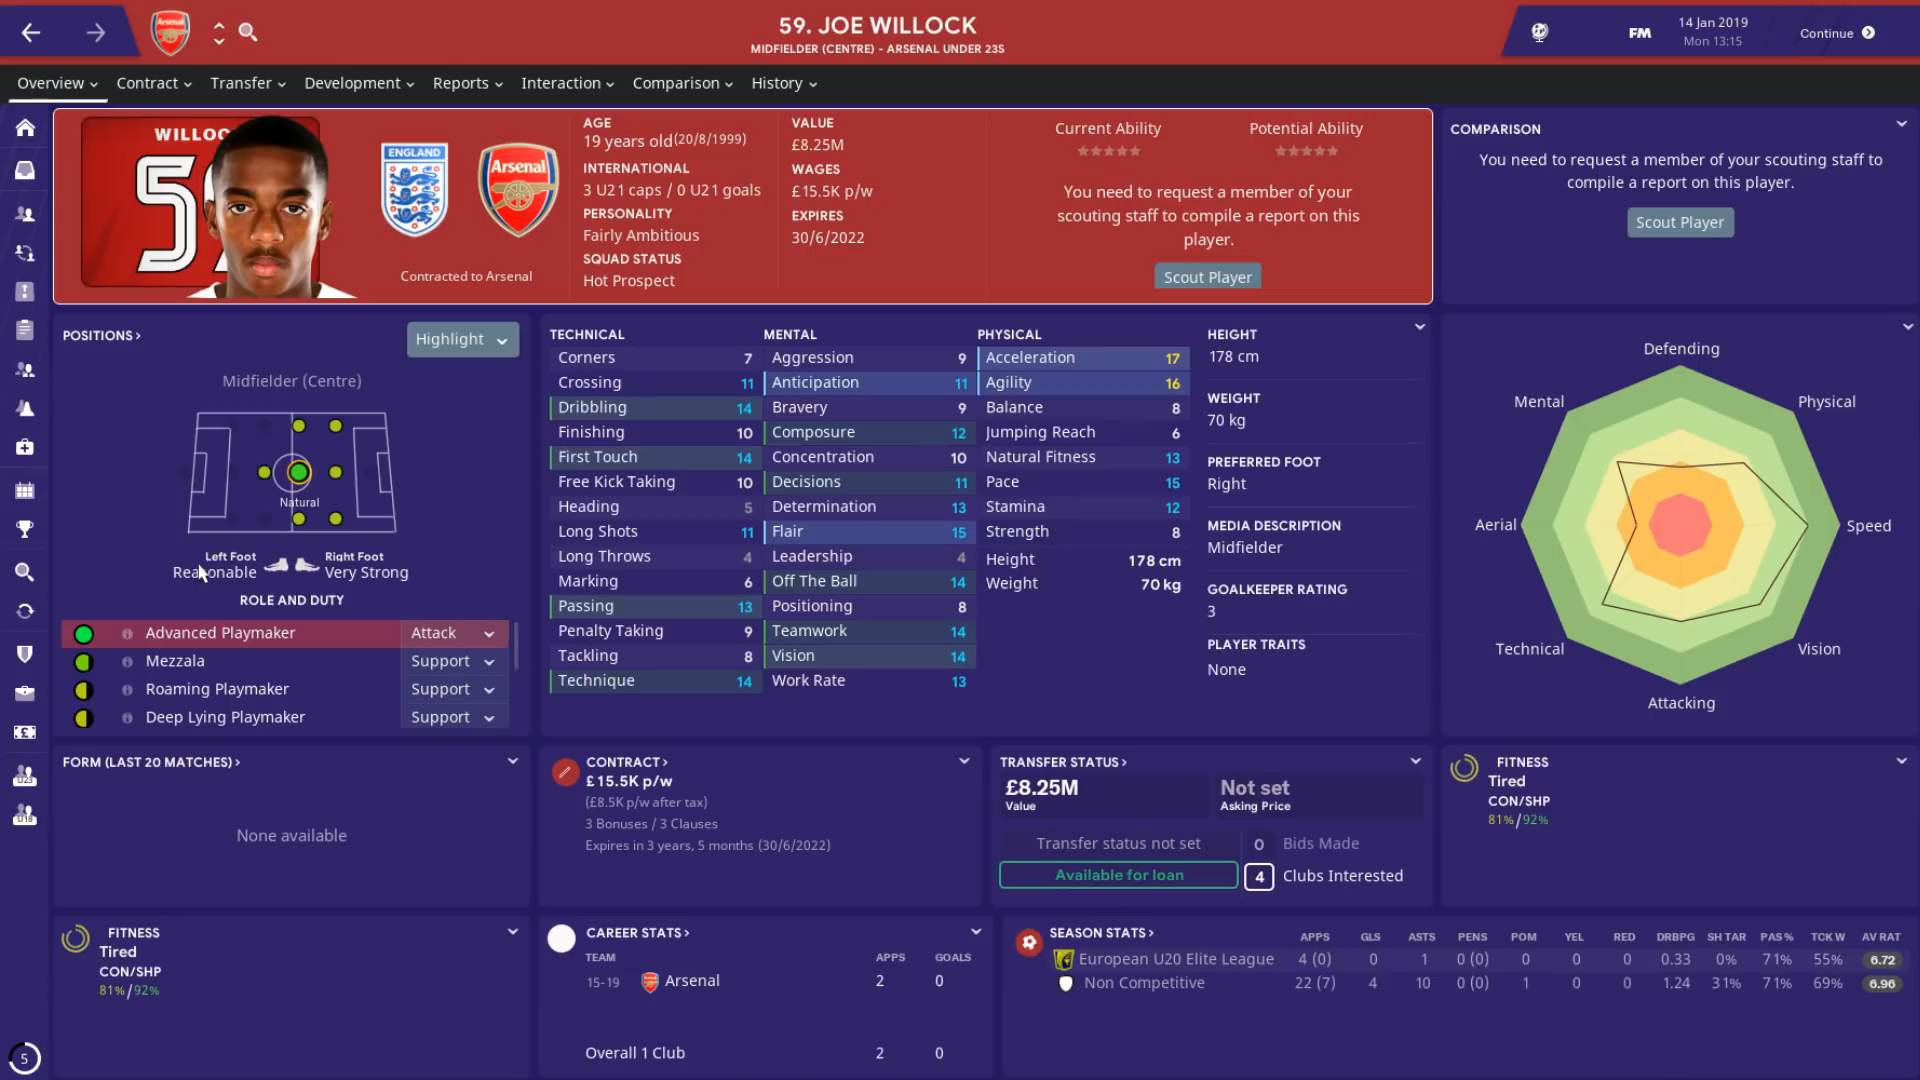 59. JOE WILLOCK
MIDFIELDER (CENTRE) - ARSENAL UNDER 23S
Arsenal
FM
14 Jan 2019
Mon 13:15
Continue
Overview
Contract
Transfer
Development
Reports
Interaction
Comparison
History
WILLOC
5
ENGLAND
Arsenal
Contracted to Arsenal
AGE
19 years old(20/8/1999)
INTERNATIONAL
3 U21 caps / 0 U21 goals
PERSONALITY
Fairly Ambitious
SQUAD STATUS
Hot Prospect
VALUE
£8.25M
WAGES
£15.5K p/w
EXPIRES
30/6/2022
Current Ability
Potential Ability
You need to request a member of your
scouting staff to compile a report on this
player.
Scout Player
COMPARISON
You need to request a member of your scouting staff to
compile a report on this player.
Scout Player
POSITIONS>
Highlight
Midfielder (Centre)
Natural
Left Foot
Right Foot
Very Strong
ROLE AND DUTY
Advanced Playmaker Attack
Mezzala Support
Roaming Playmaker Support
Deep Lying Playmaker Support
TECHNICAL
Corners 7
Crossing 11
Dribbling 14
Finishing 10
First Touch 14
Free Kick Taking 10
Heading 5
Long Shots 11
Long Throws 4
Marking 6
Passing 13
Penalty Taking 9
Tackling 8
Technique 14
MENTAL
Aggression 9
Anticipation 11
Bravery 9
Composure 12
Concentration 10
Decisions 11
Determination 13
Flair 15
Leadership 4
Off The Ball 14
Positioning 8
Teamwork 14
Vision 14
Work Rate 13
PHYSICAL
Acceleration 17
Agility 16
Balance 8
Jumping Reach 6
Natural Fitness 13
Pace 15
Stamina 12
Strength 8
Height 178 cm
Weight 70 kg
HEIGHT
178 cm
WEIGHT
70 kg
PREFERRED FOOT
Right
MEDIA DESCRIPTION
Midfielder
GOALKEEPER RATING
3
PLAYER TRAITS
None
Defending
Physical
Speed
Vision
Attacking
Technical
Aerial
Mental
FORM (LAST 20 MATCHES)>
None available
CONTRACT>
£15.5K p/w
(£8.5K p/w after tax)
3 Bonuses / 3 Clauses
Expires in 3 years, 5 months (30/6/2022)
TRANSFER STATUS>
£8.25M
Value
Not set
Asking Price
Transfer status not set
0 Bids Made
Available for loan
4 Clubs Interested
FITNESS
Tired
CON/SHP
81%/92%
FITNESS
Tired
CON/SHP
81%/92%
CAREER STATS>
TEAM APPS GOALS
15-19 Arsenal 2 0
Overall 1 Club 2 0
SEASON STATS> APPS GLS ASTS PENS POM YEL RED DRBPG SH TAR PAS% TCK W AV RAT
European U20 Elite League 4 (0) 0 1 0 (0) 0 0 0 0.33 0% 71% 55% 6.72
Non Competitive 22 (7) 4 10 0 (0) 1 0 0 1.24 31% 71% 69% 6.96
U23
U18
5